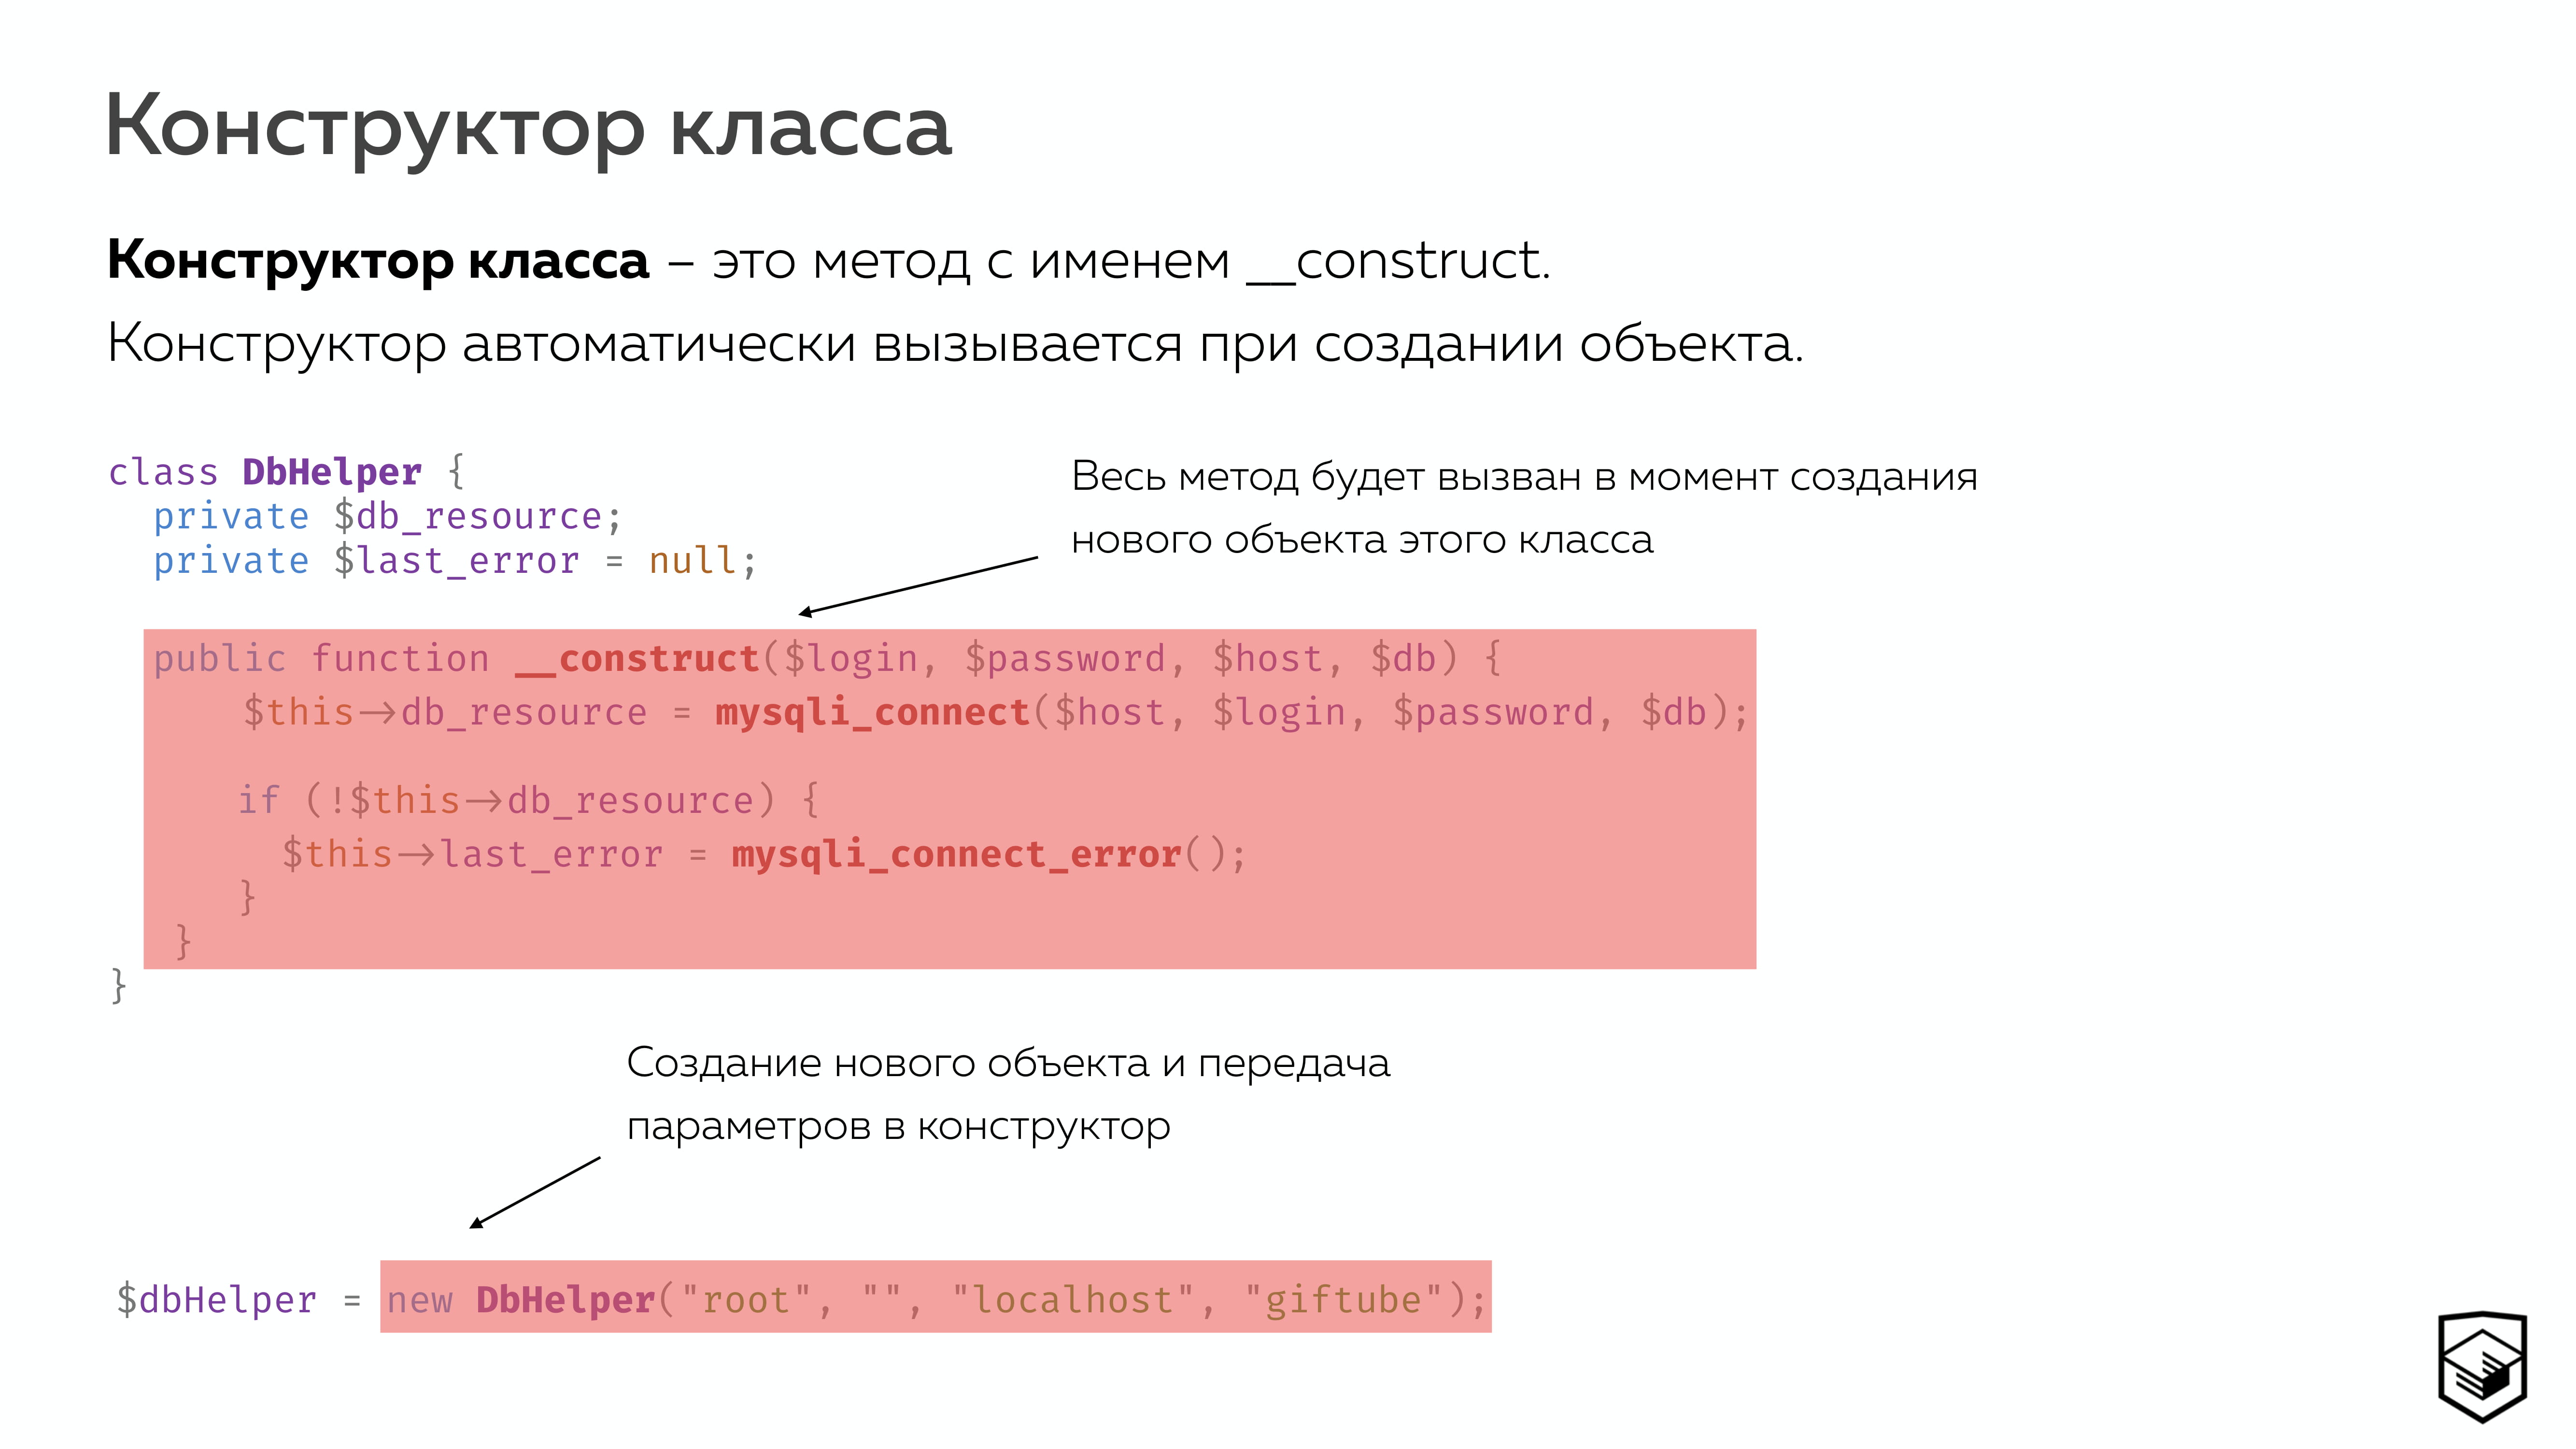 Конструктор класса
Конструктор класса – это метод с именем __construct.
Конструктор автоматически вызывается при создании объекта.
class DbHelper {
private $db_resource;
private $last_error = null;
Весь метод будет вызван в момент создания
нового объекта этого класса
public function __construct($login, $password, $host, $db) {
$this→db_resource = mysqli_connect($host, $login, $password, $db);
if (!$this→db_resource) {
$this→last_error = mysqli_connect_error();
}
}
}
Создание нового объекта и передача
параметров в конструктор
$dbHelper = new DbHelper("root", "", "localhost", "giftube");